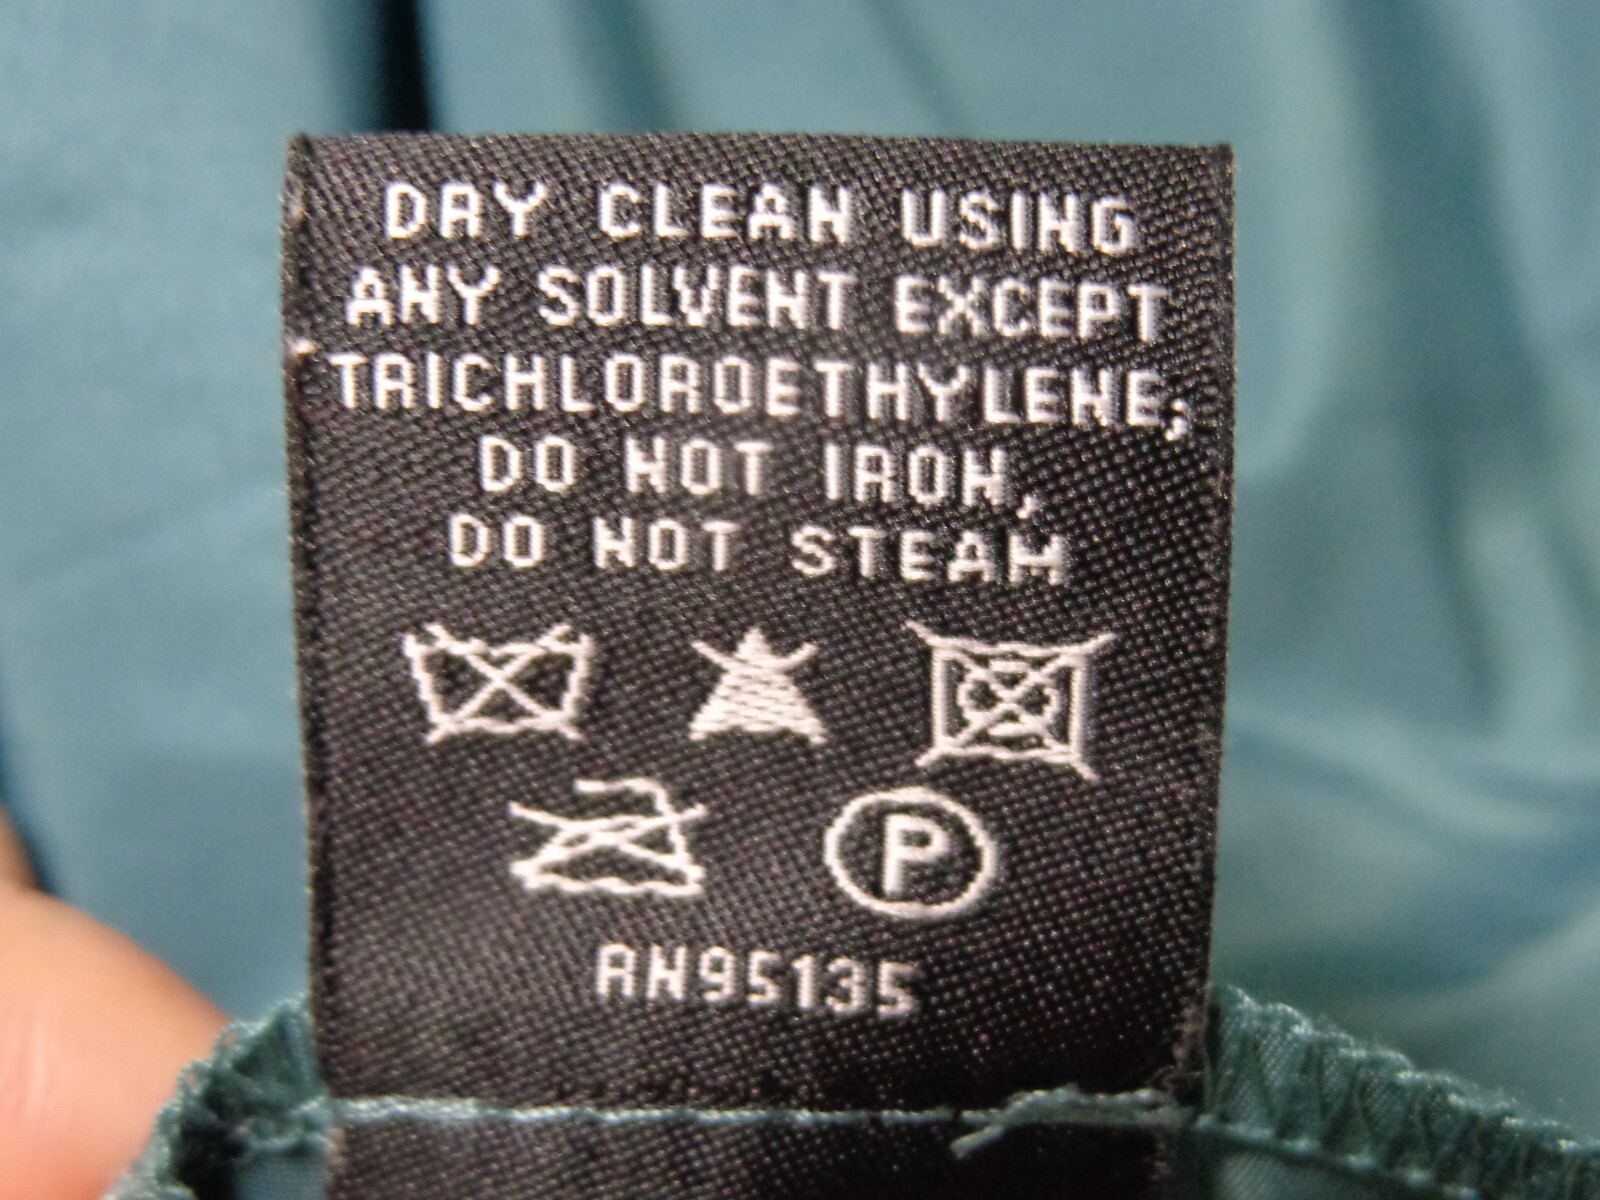 DRY CLEAN USING
ANY SOLVENT EXCEPT
TRICHLOROETHYLENE;
DO NOT IRON,
DO NOT STEAM
P
RN95135